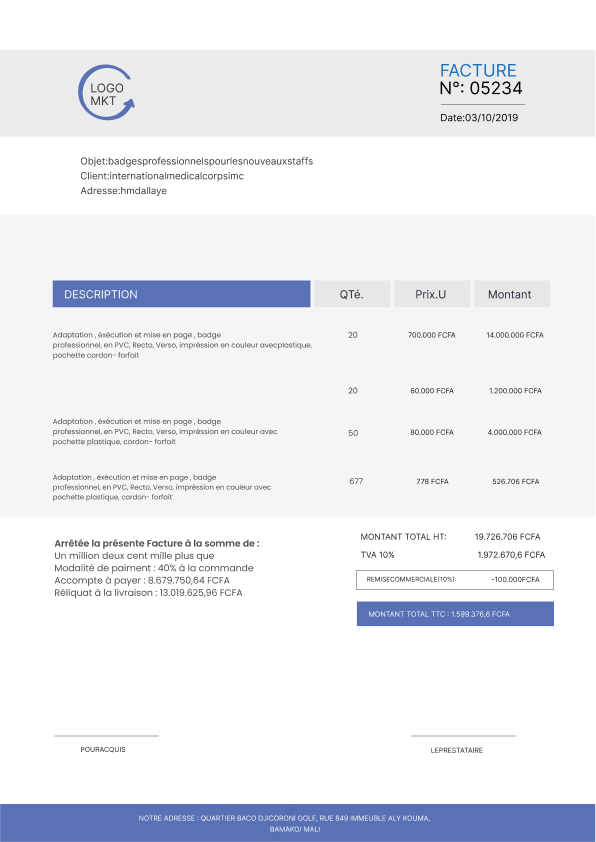 LOGO
MKT
FACTURE
N°: 05234
Date:03/10/2019
Objet:badgesprofessionnelspourlesnouveauxstaffs
Client:internationalmedicalcorpsimc
Adresse:hmdallaye
DESCRIPTION QTé. Prix.U Montant
Adaptation , éxécution et mise en page , badge 20 700.000 FCFA 14.000.000 FCFA
professionnel, en PVC, Recto, Verso, impréssion en couleur avecplastique,
pochette cordon- forfait
20 60.000 FCFA 1.200.000 FCFA
Adaptation , éxécution et mise en page , badge
professionnel, en PVC, Recto, Verso, impréssion en couleur avec 50 80.000 FCFA 4.000.000 FCFA
pochette plastique, cordon- forfait
Adaptation , éxécution et mise en page , badge 677 778 FCFA 526.706 FCFA
professionnel, en PVC, Recto, Verso, impréssion en couleur avec
pochette plastique, cordon- forfait
Arrêtée la présente Facture à la somme de :
Un million deux cent mille plus que
Modalité de paiment : 40% à la commande
Accompte à payer : 8.679.750,64 FCFA
Réliquat à la livraison : 13.019.625,96 FCFA
MONTANT TOTAL HT: 19.726.706 FCFA
TVA 10% 1.972.670,6 FCFA
REMISECOMMERCIALE(10%): -100.000FCFA
MONTANT TOTAL TTC : 1.599.376,6 FCFA
POURACQUIS
LEPRESTATAIRE
NOTRE ADRESSE : QUARTIER BACO DJICORONI GOLF, RUE 849 IMMEUBLE ALY KOUMA,
BAMAKO/ MALI